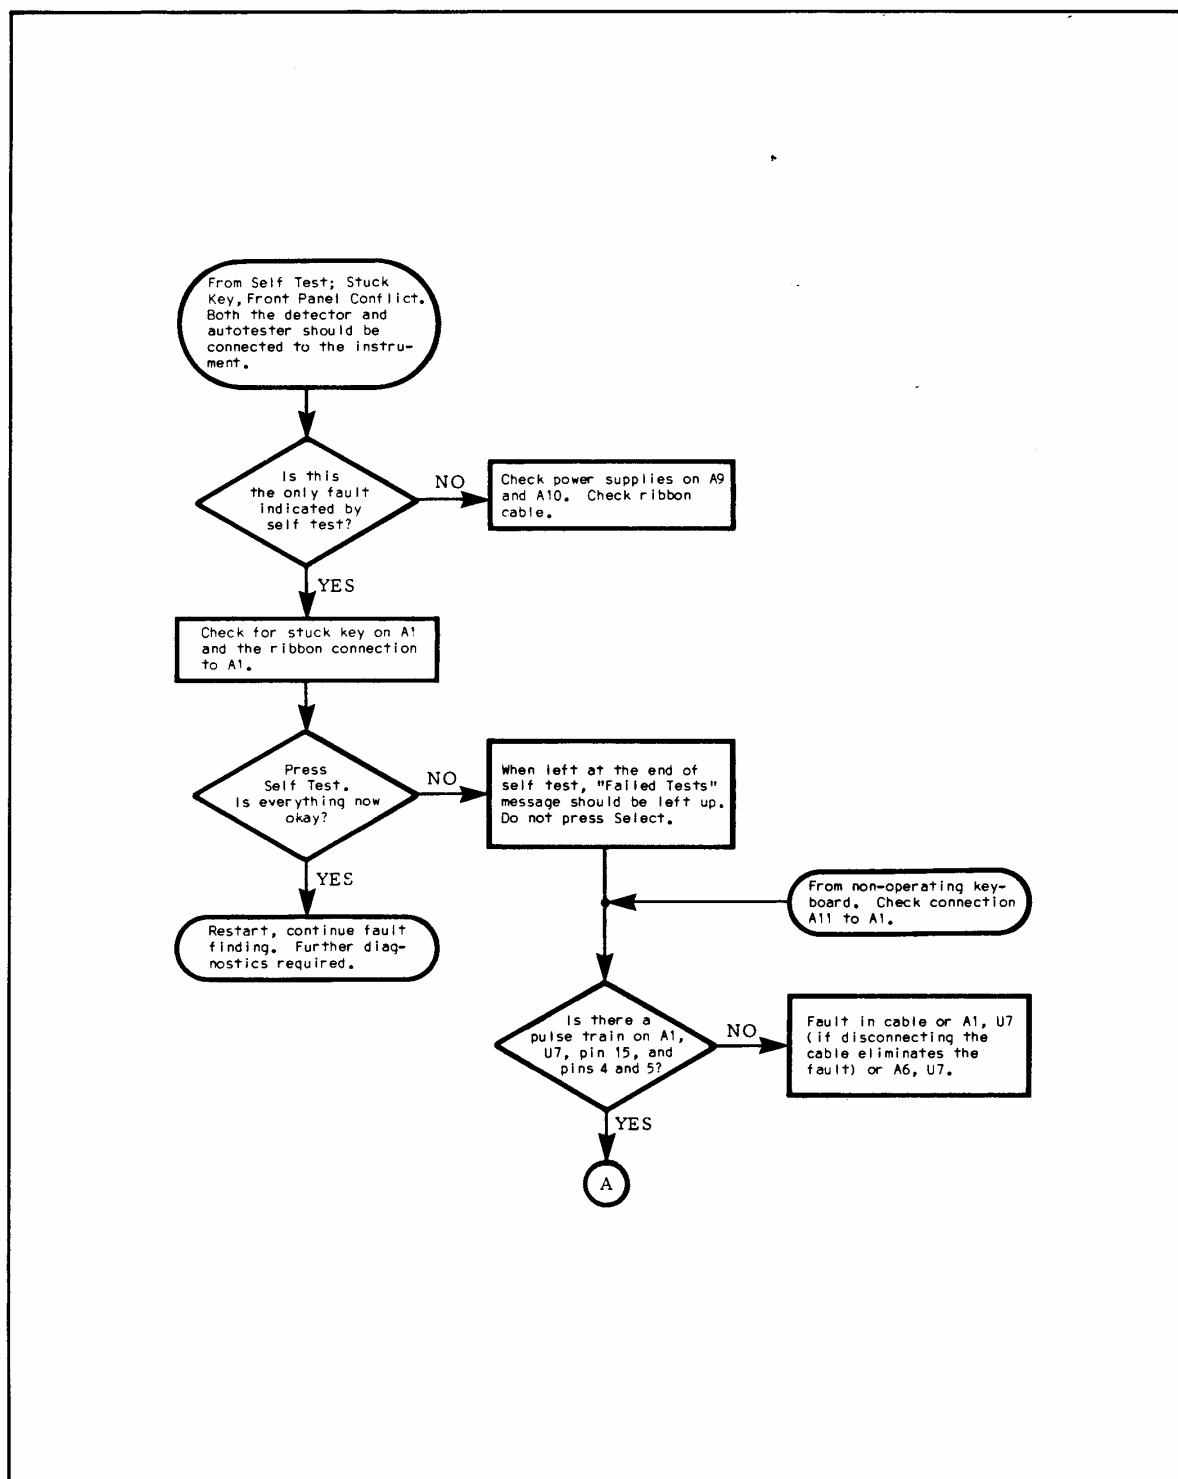 From Self Test; Stuck
Key, Front Panel Conflict.
Both the detector and
autotester should be
connected to the instru-
ment.
Is this
the only fault
indicated by
self test?
NO
Check power supplies on A9
and A10. Check ribbon
cable.
YES
Check for stuck key on A1
and the ribbon connection
to A1.
Press
Self Test.
Is everything now
okay?
NO
When left at the end of
self test, "Failed Tests"
message should be left up.
Do not press Select.
YES
Restart, continue fault
finding. Further diag-
nostics required.
From non-operating key-
board. Check connection
A11 to A1.
Is there a
pulse train on A1,
U7, pin 15, and
pins 4 and 5?
NO
Fault in cable or A1, U7
(if disconnecting the
cable eliminates the
fault) or A6, U7.
YES
A